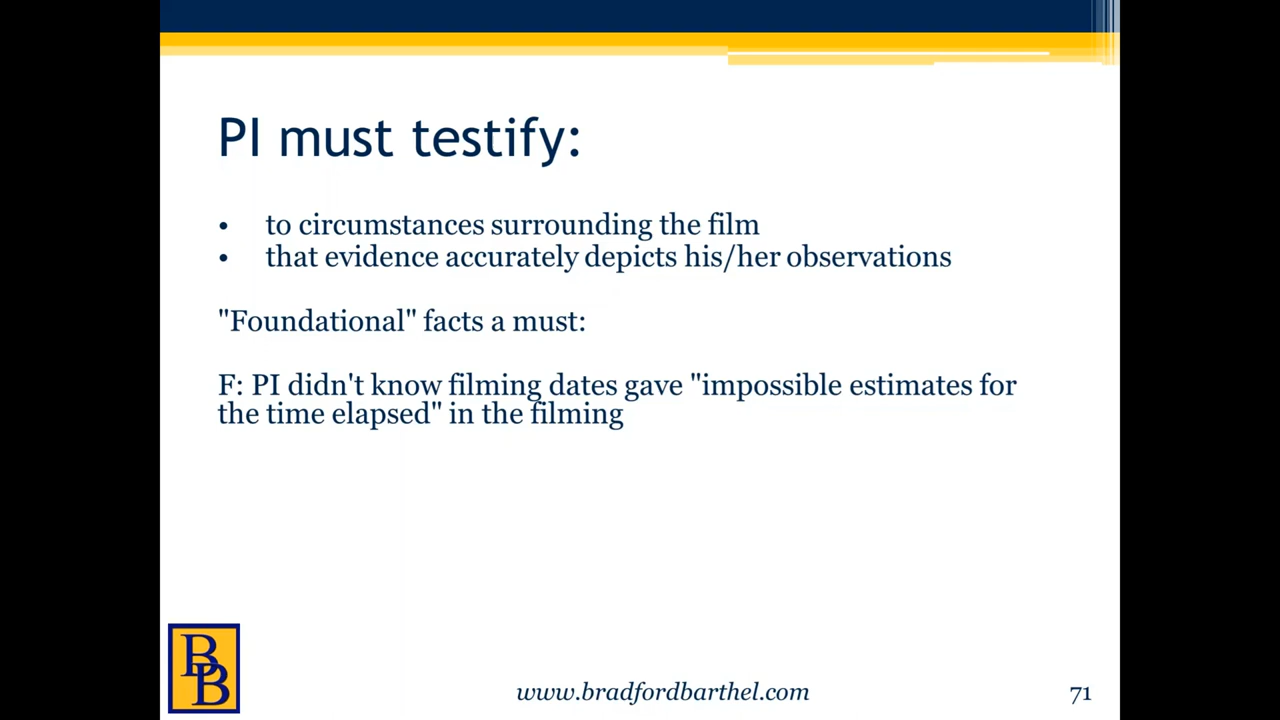 PI must testify:
• to circumstances surrounding the film
• that evidence accurately depicts his/her observations
"Foundational" facts a must:
F: PI didn't know filming dates gave "impossible estimates for
the time elapsed" in the filming
BB
www.bradfordbarthel.com
71